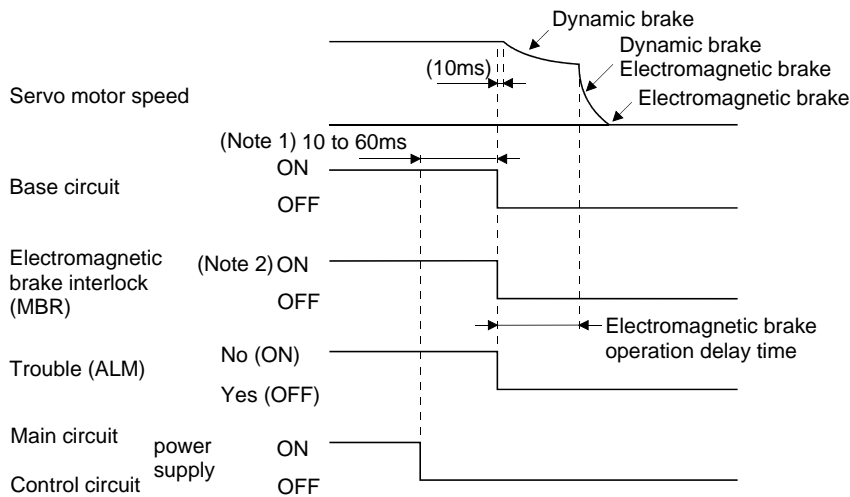 Dynamic brake
Dynamic brake
Electromagnetic brake
Electromagnetic brake
(10ms)
Servo motor speed
(Note 1) 10 to 60ms
ON
Base circuit
OFF
Electromagnetic
brake interlock
(MBR)
(Note 2) ON
OFF
Electromagnetic brake
operation delay time
No (ON)
Trouble (ALM)
Yes (OFF)
Main circuit
power
supply
ON
Control circuit
OFF